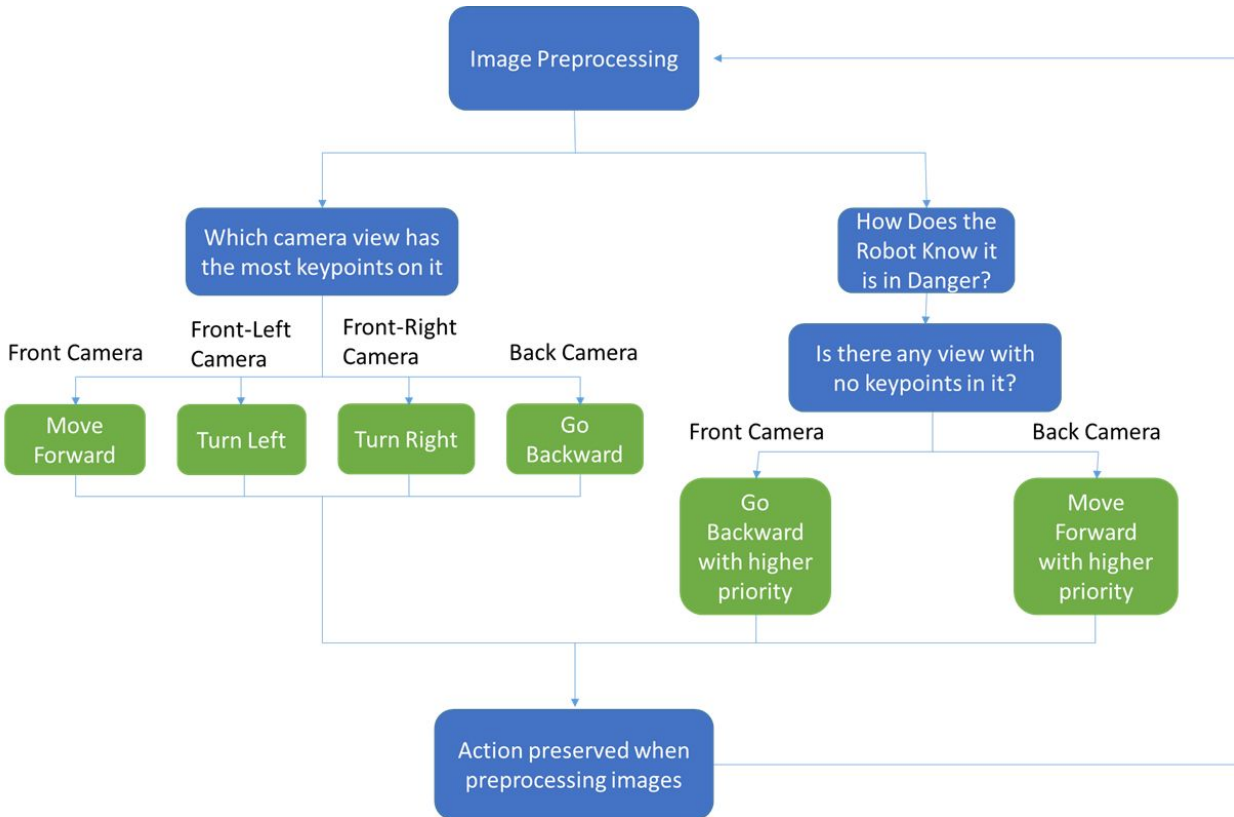 Image Preprocessing
Which camera view has
the most keypoints on it
How Does the
Robot Know it
is in Danger?
Front Camera
Front-Left
Camera
Front-Right
Camera
Back Camera
Is there any view with
no keypoints in it?
Move
Forward
Turn Left
Turn Right
Go
Backward
Front Camera
Back Camera
Go
Backward
with higher
priority
Move
Forward
with higher
priority
Action preserved when
preprocessing images